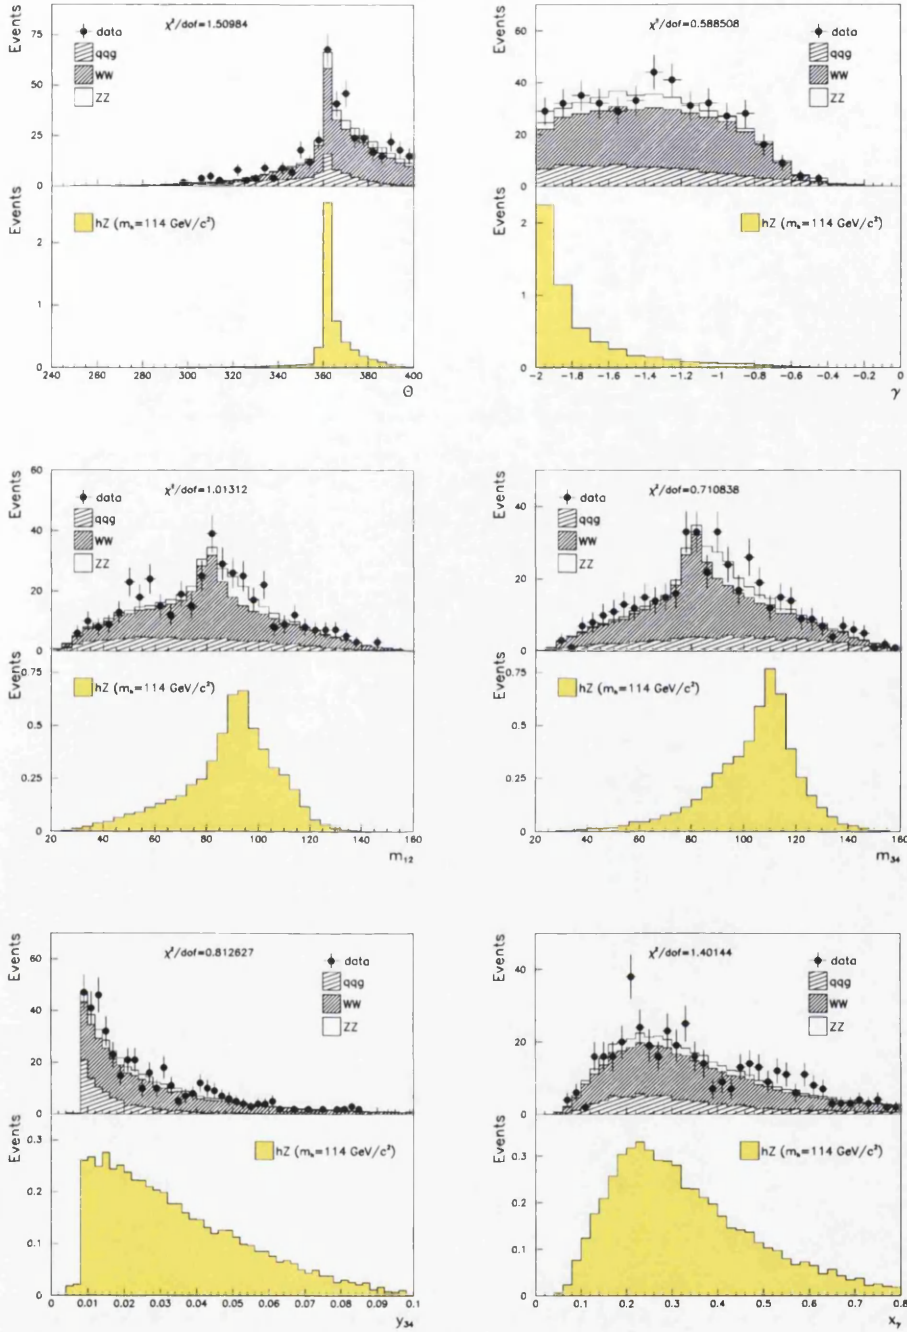 Events
χ²/dof=1.50984
data
qqg
WW
ZZ
75
50
25
0
Events
hZ (mₕ=114 GeV/c²)
2
1
0
240 260 280 300 320 340 360 380 400
Θ
Events
χ²/dof=0.588508
data
qqg
WW
ZZ
60
40
20
0
Events
hZ (mₕ=114 GeV/c²)
2
1
0
-2 -1.8 -1.6 -1.4 -1.2 -1 -0.8 -0.6 -0.4 -0.2 0
γ
Events
χ²/dof=1.01312
data
qqg
WW
ZZ
60
40
20
0
Events
hZ (mₕ=114 GeV/c²)
0.75
0.5
0.25
0
20 40 60 80 100 120 140 160
m₁₂
Events
χ²/dof=0.710838
data
qqg
WW
ZZ
40
20
0
Events
hZ (mₕ=114 GeV/c²)
0.75
0.5
0.25
0
20 40 60 80 100 120 140 160
m₃₄
Events
χ²/dof=0.812627
data
qqg
WW
ZZ
60
40
20
0
Events
hZ (mₕ=114 GeV/c²)
0.3
0.2
0.1
0
0 0.01 0.02 0.03 0.04 0.05 0.06 0.07 0.08 0.09 0.1
y₃₄
Events
χ²/dof=1.40144
data
qqg
WW
ZZ
40
20
0
Events
hZ (mₕ=114 GeV/c²)
0.3
0.2
0.1
0
0 0.1 0.2 0.3 0.4 0.5 0.6 0.7 0.8